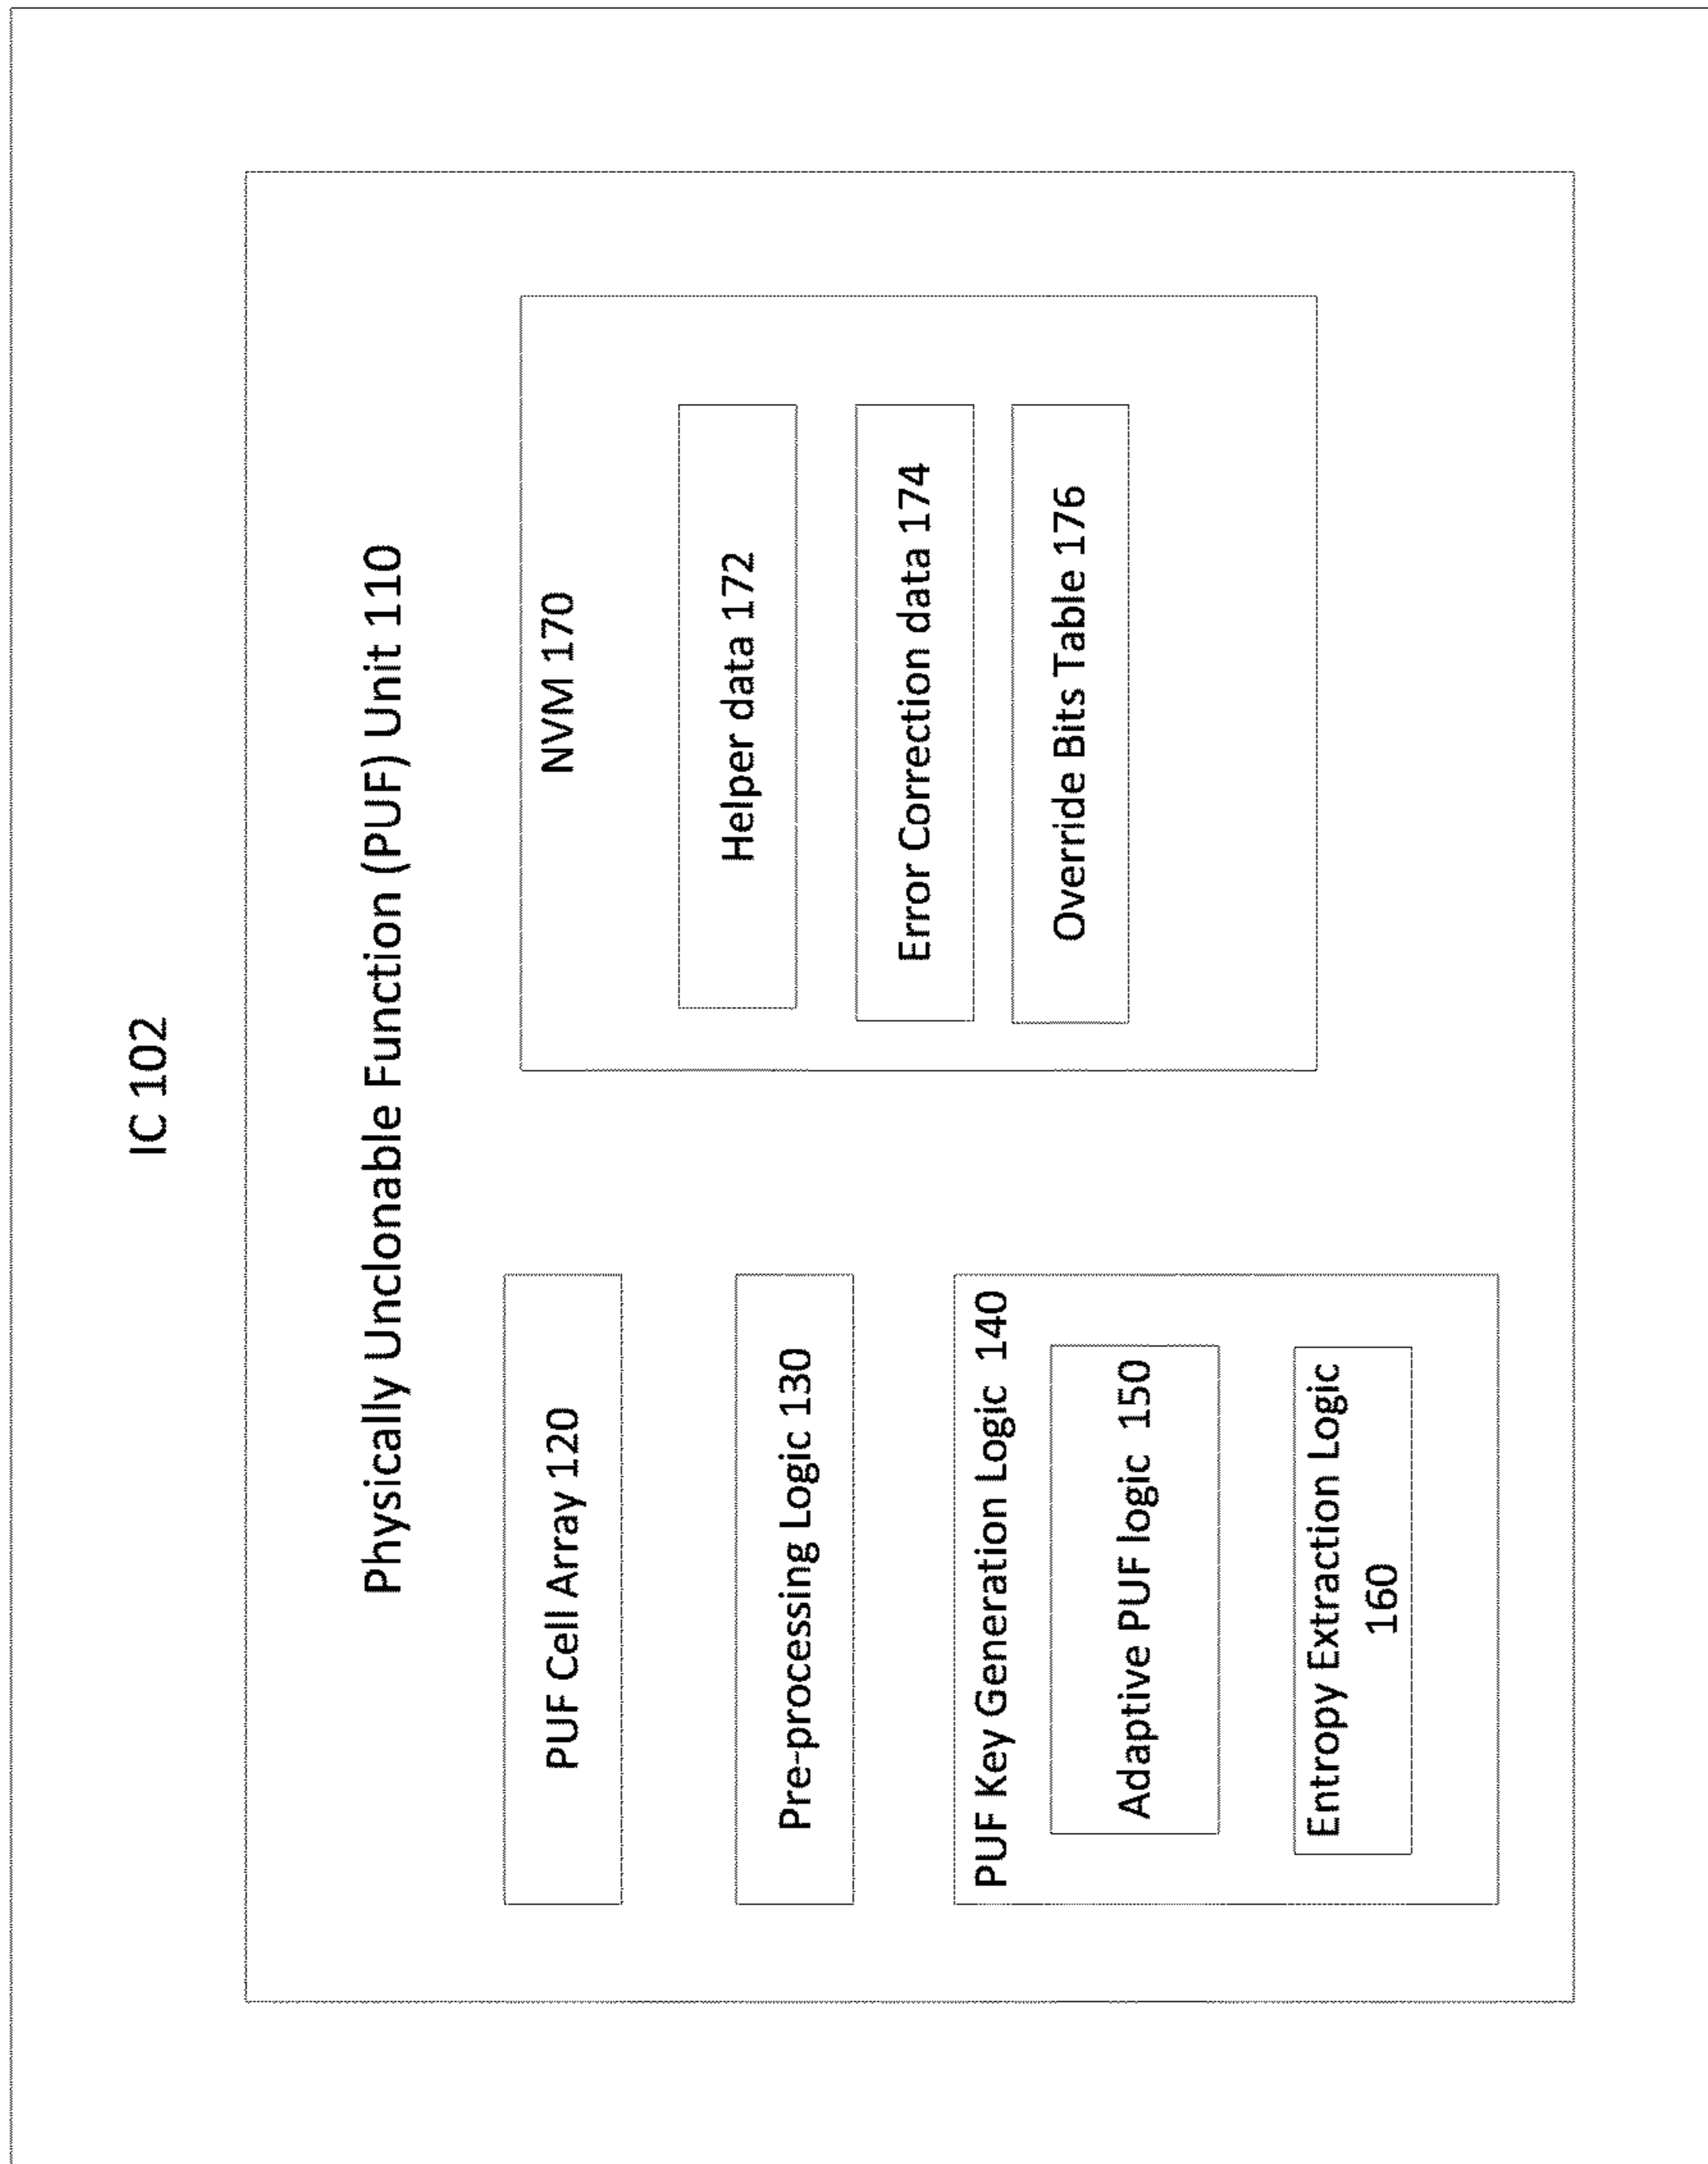 IC 102
Physically Unclonable Function (PUF) Unit 110
PUF Cell Array 120
Pre-processing Logic 130
PUF Key Generation Logic 140
Adaptive PUF logic 150
Entropy Extraction Logic
160
NVM 170
Helper data 172
Error Correction data 174
Override Bits Table 176